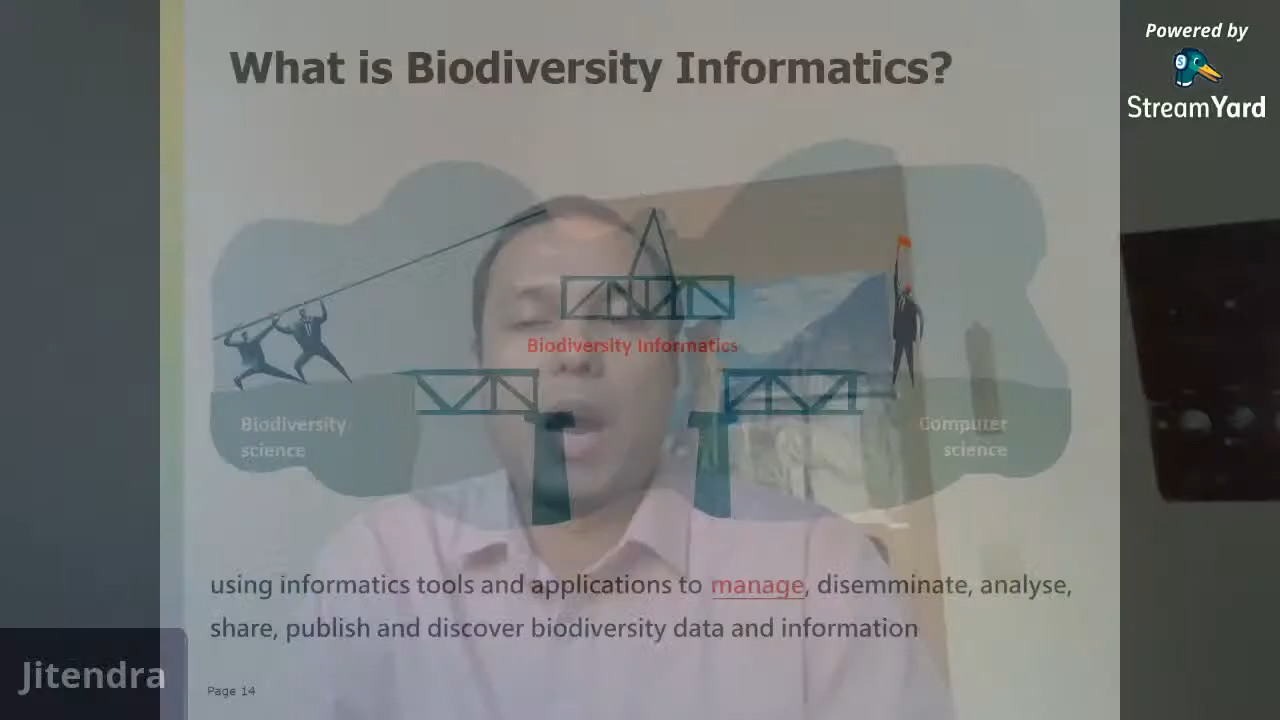 What is Biodiversity Informatics?
Powered by
StreamYard
Biodiversity Informatics
Biodiversity
science
Computer
science
using informatics tools and applications to manage, disemminate, analyse,
share, publish and discover biodiversity data and information
Jitendra
Page 14